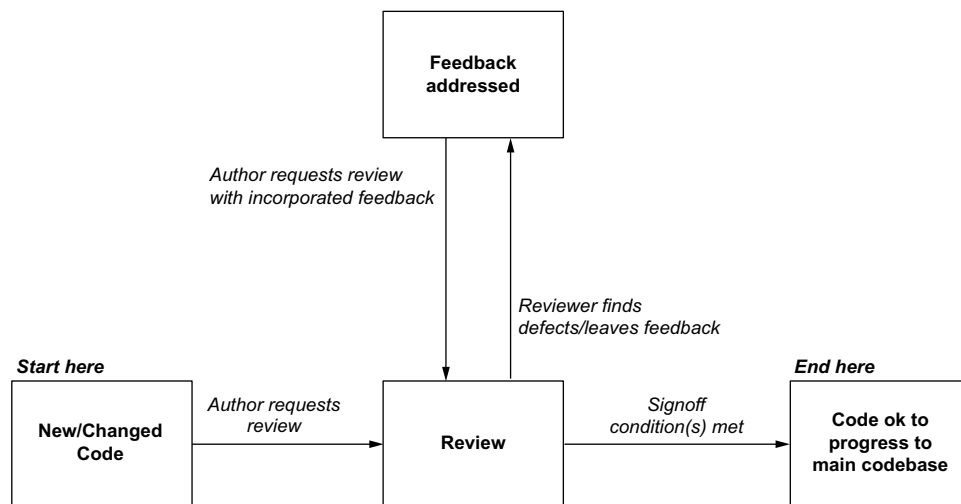 Feedback
addressed
Author requests review
with incorporated feedback
Reviewer finds
defects/leaves feedback
Start here
New/Changed
Code
Author requests
review
Review
Signoff
condition(s) met
End here
Code ok to
progress to
main codebase